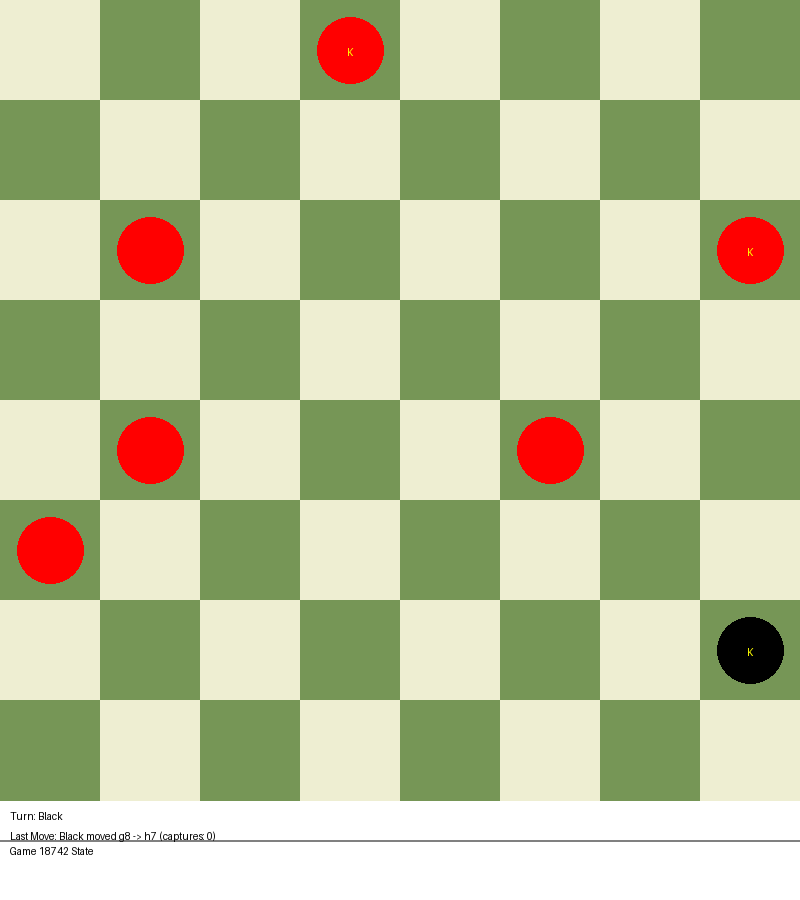 K
K
K
Turn: Black
Last Move: Black moved g8 -> h7 (captures: 0)
Game 18742 State